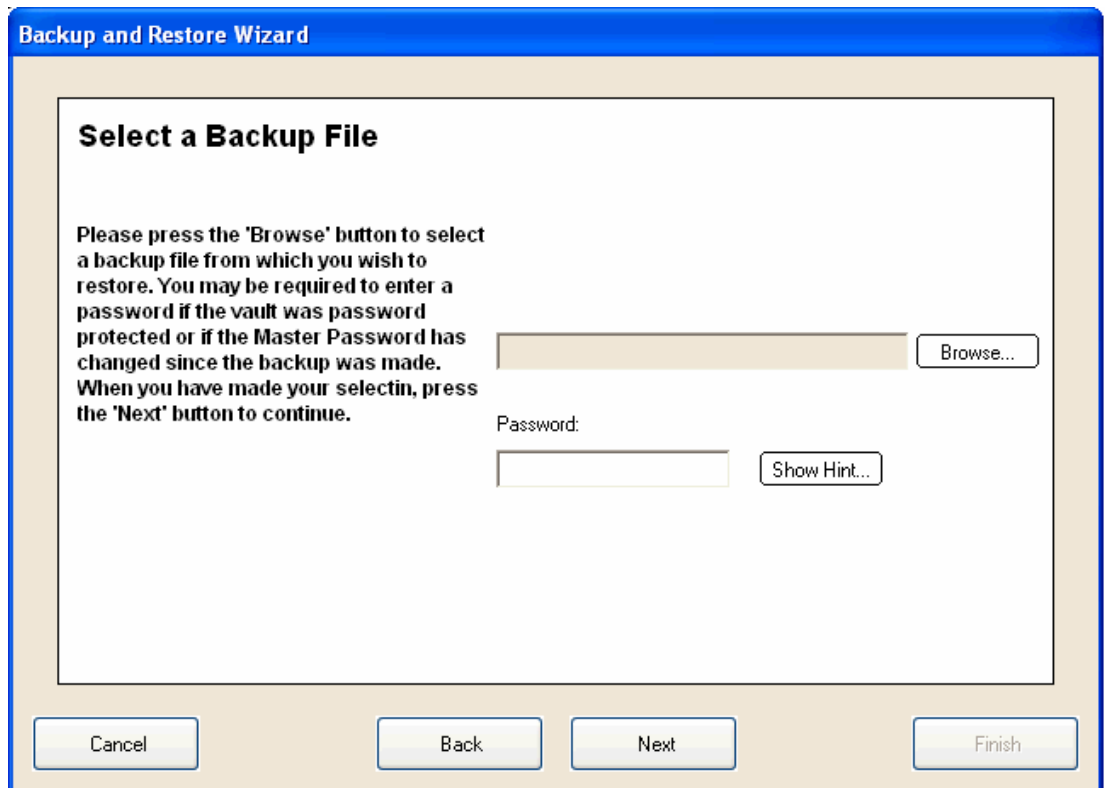 Backup and Restore Wizard
Select a Backup File
Please press the 'Browse' button to select
a backup file from which you wish to
restore. You may be required to enter a
password if the vault was password
protected or if the Master Password has
changed since the backup was made.
When you have made your selectin, press
the 'Next' button to continue.
Browse...
Password:
Show Hint...
Cancel
Back
Next
Finish